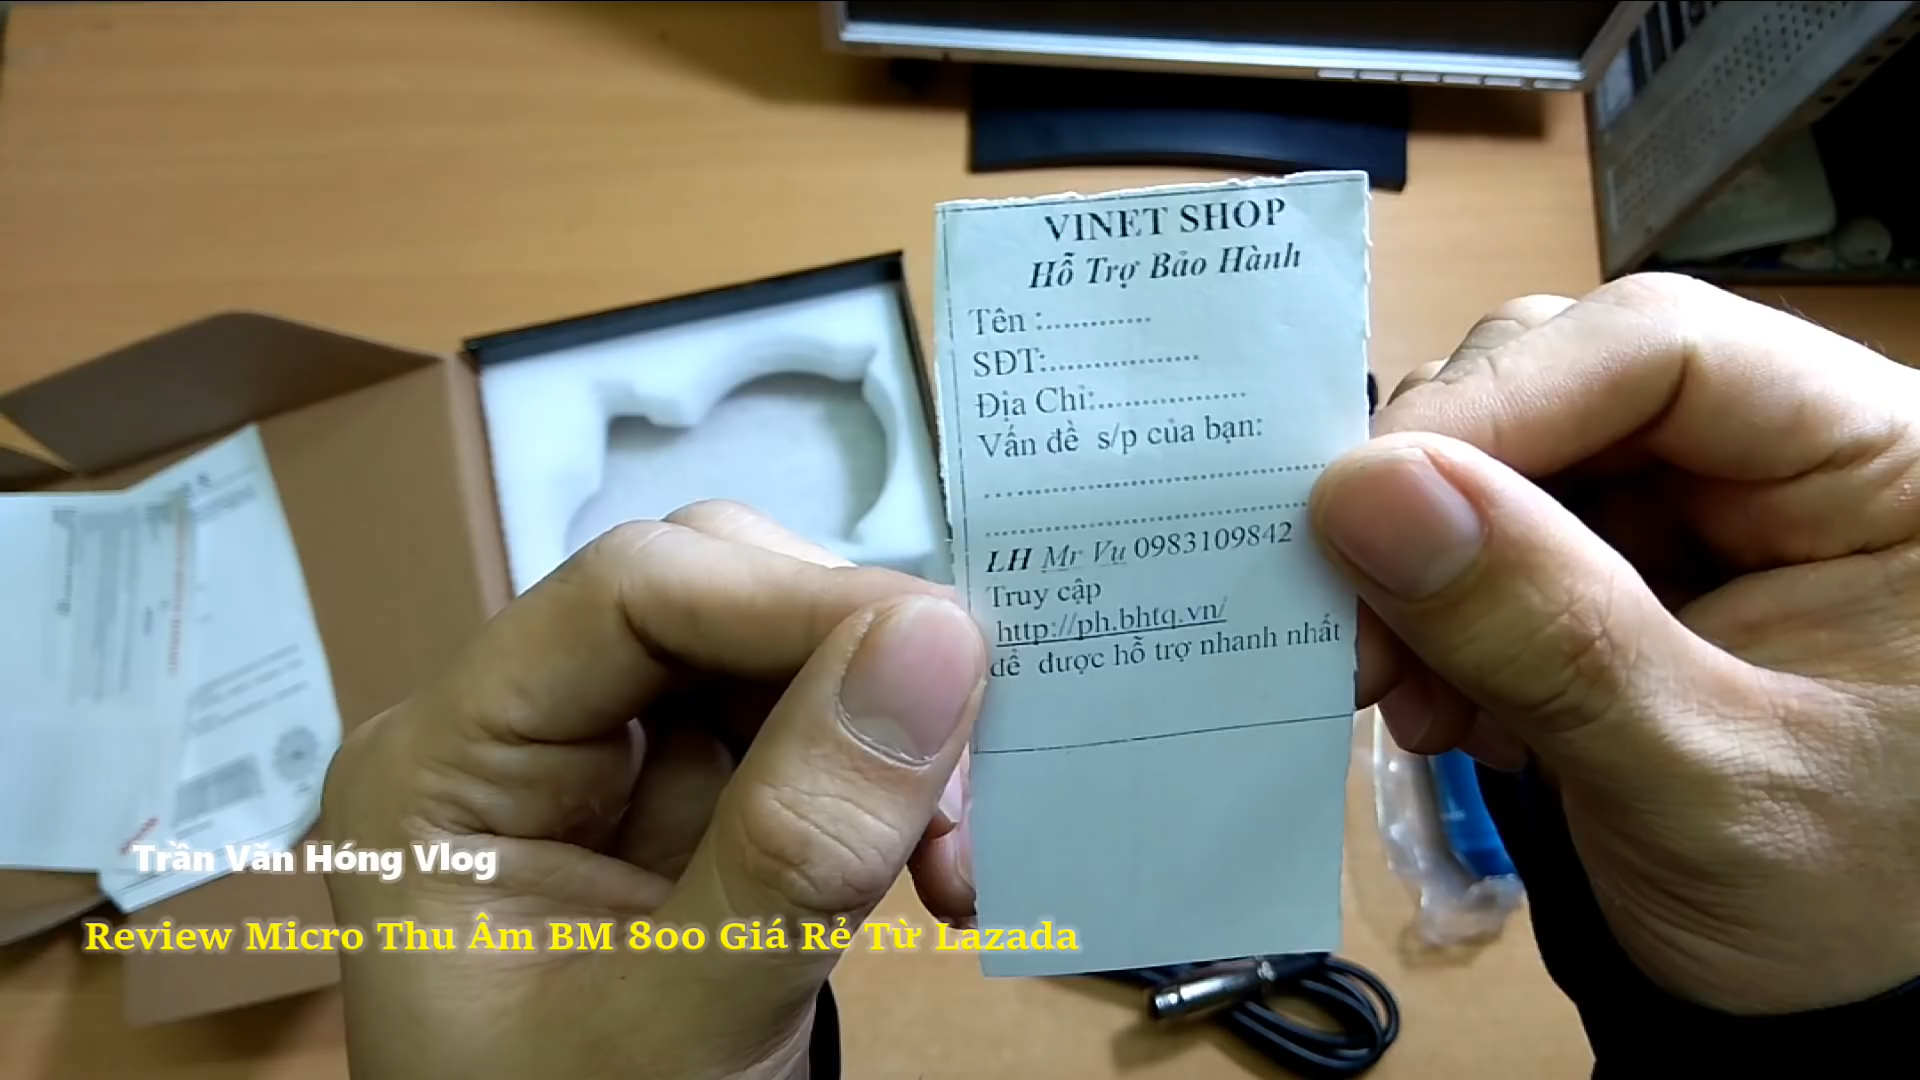 VINET SHOP
Hỗ Trợ Bảo Hành
Tên :.............
SĐT:..................
Địa Chỉ:..................
Vấn đề s/p của bạn:
........................................
........................................
LH Mr Vu 0983109842
Truy cập
http://ph.bhtq.vn/
để được hỗ trợ nhanh nhất
Trần Văn Hóng Vlog
Review Micro Thu Âm BM 800 Giá Rẻ Từ Lazada